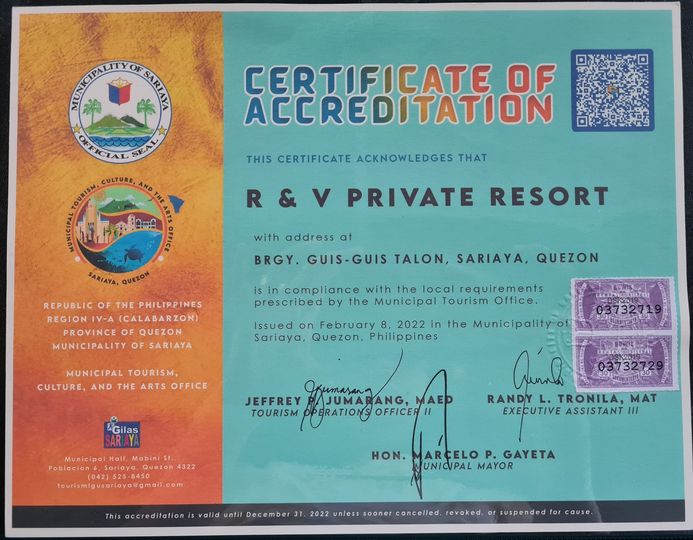 MUNICIPALITY OF SARIAYA
OFFICIAL SEAL
MUNICIPAL TOURISM, CULTURE, AND THE ARTS OFFICE
SARIAYA, QUEZON
REPUBLIC OF THE PHILIPPINES
REGION IV-A (CALABARZON)
PROVINCE OF QUEZON
MUNICIPALITY OF SARIAYA
MUNICIPAL TOURISM,
CULTURE, AND THE ARTS OFFICE
Gilas
SARIAYA
Municipal Hall, Mabini St.,
Poblacion 6, Sariaya, Quezon 4322
(042) 525-8450
tourismlgusariaya@gmail.com
CERTIFICATE OF
ACCREDITATION
THIS CERTIFICATE ACKNOWLEDGES THAT
R & V PRIVATE RESORT
with address at
BRGY. GUIS-GUIS TALON, SARIAYA, QUEZON
is in compliance with the local requirements
prescribed by the Municipal Tourism Office.
Issued on February 8, 2022 in the Municipality of
Sariaya, Quezon, Philippines
03732719
03732729
JEFFREY P. JUMARANG, MAED
TOURISM OPERATIONS OFFICER II
RANDY L. TRONILA, MAT
EXECUTIVE ASSISTANT III
HON. MARCELO P. GAYETA
MUNICIPAL MAYOR
This accreditation is valid until December 31, 2022 unless sooner cancelled, revoked, or suspended for cause.